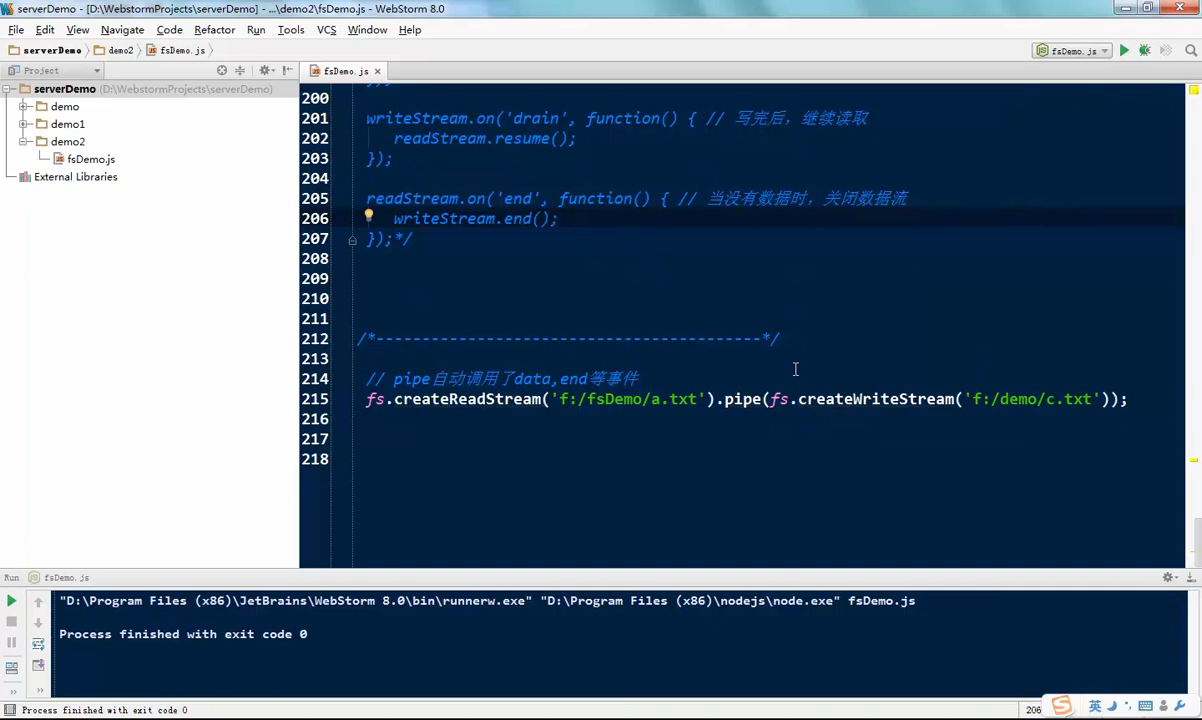 serverDemo - [D:\WebstormProjects\serverDemo] - ...\demo2\fsDemo.js - WebStorm 8.0
File Edit View Navigate Code Refactor Run Tools VCS Window Help
serverDemo demo2 fsDemo.js fsDemo.js
Project
fsDemo.js
serverDemo (D:\WebstormProjects\serverDemo)
demo
demo1
demo2
fsDemo.js
External Libraries
200
201 writeStream.on('drain', function() { // 写完后，继续读取
202 readStream.resume();
203 });
204
205 readStream.on('end', function() { // 当没有数据时，关闭数据流
206 writeStream.end();
207 });*/
208
209
210
211
212 /*------------------------------------------*/
213
214 // pipe自动调用了data,end等事件
215 fs.createReadStream('f:/fsDemo/a.txt').pipe(fs.createWriteStream('f:/demo/c.txt'));
216
217
218
Run fsDemo.js
"D:\Program Files (x86)\JetBrains\WebStorm 8.0\bin\runnerw.exe" "D:\Program Files (x86)\nodejs\node.exe" fsDemo.js
Process finished with exit code 0
Process finished with exit code 0
英